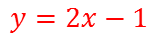 y = 2x − 1